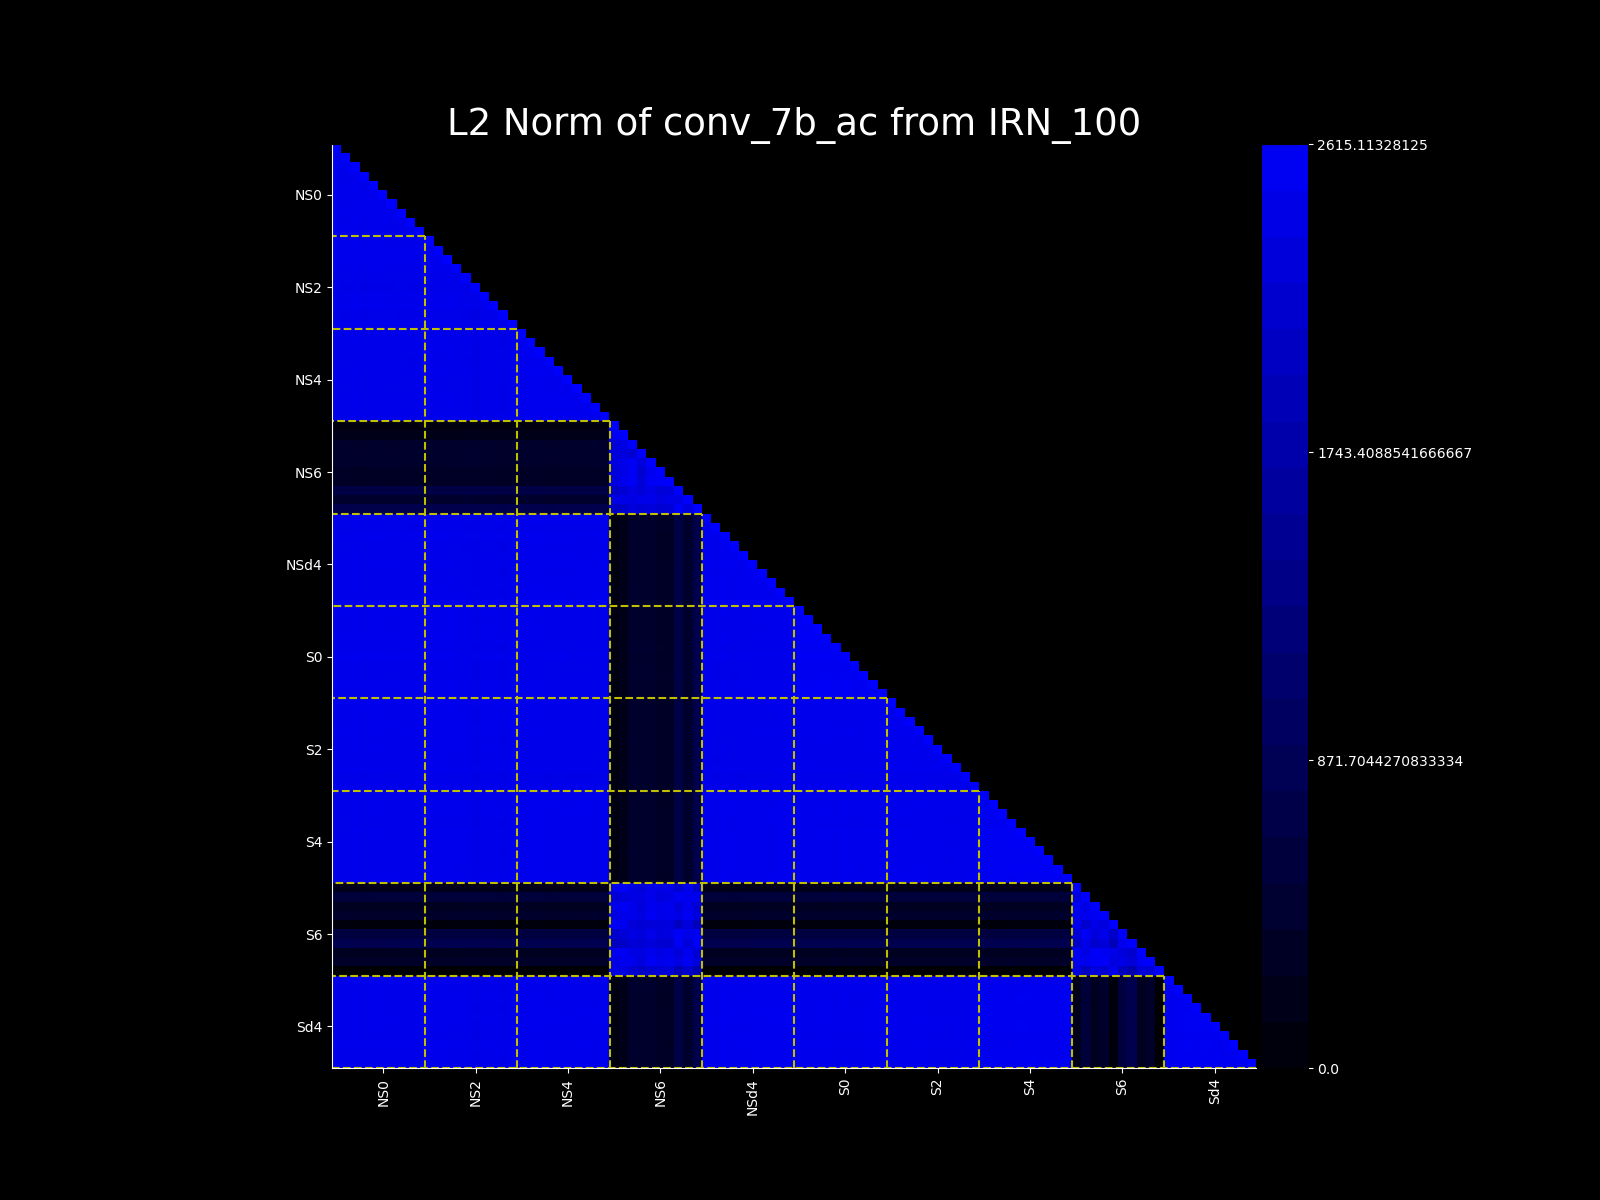 L2 Norm of conv_7b_ac from IRN_100
2615.11328125
NS0
NS2
NS4
1743.4088541666667
NS6
NSd4
S0
S2
871.7044270833334
S4
S6
Sd4
0.0
NS0 NS2 NS4 NS6 NSd4 S0 S2 S4 S6 Sd4